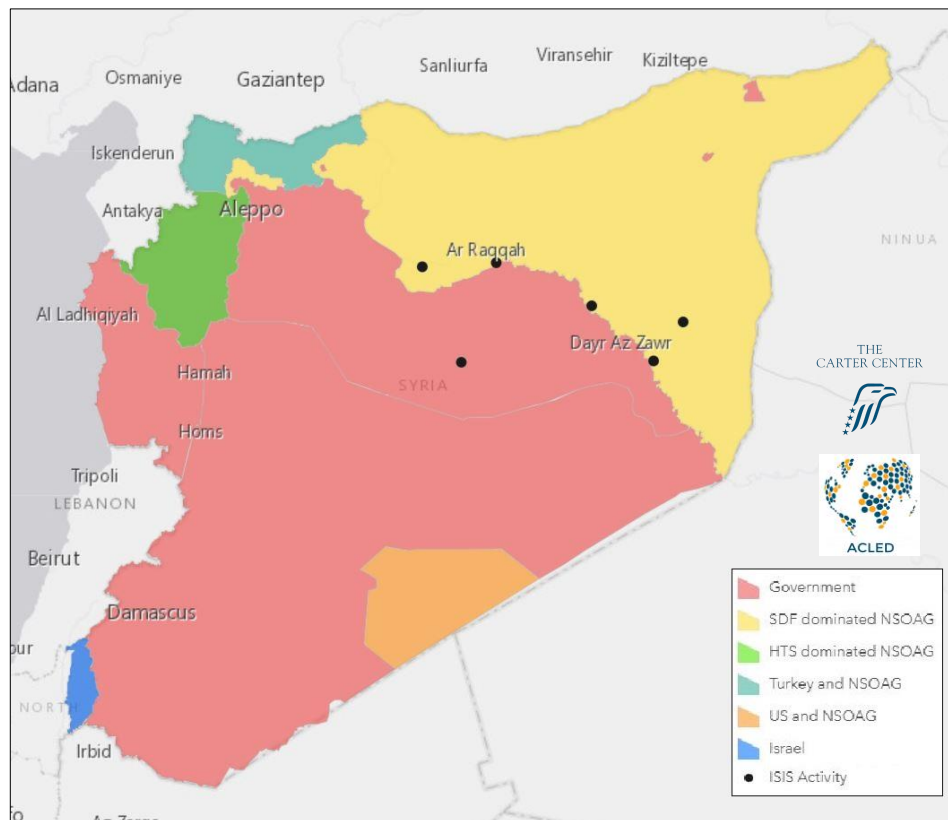 Adana
Osmaniye
Gaziantep
Sanliurfa
Viransehir
Kiziltepe
Iskenderun
Antakya
Aleppo
Ar Raqqah
NINUA
Al Ladhiqiyah
Dayr Az Zawr
THE
CARTER CENTER
Hamah
SYRIA
Homs
Tripoli
LEBANON
ACLED
Beirut
Government
Damascus
SDF dominated NSOAG
HTS dominated NSOAG
Turkey and NSOAG
NORTH
US and NSOAG
Irbid
Israel
ISIS Activity